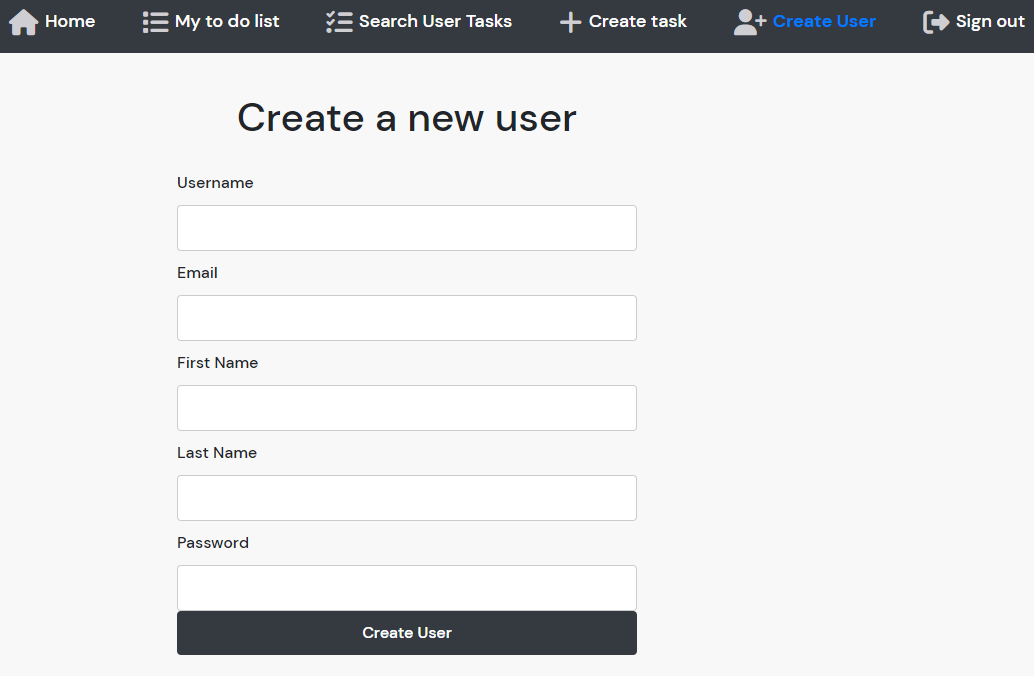 Home My to do list Search User Tasks Create task Create User Sign out
Create a new user
Username
Email
First Name
Last Name
Password
Create User